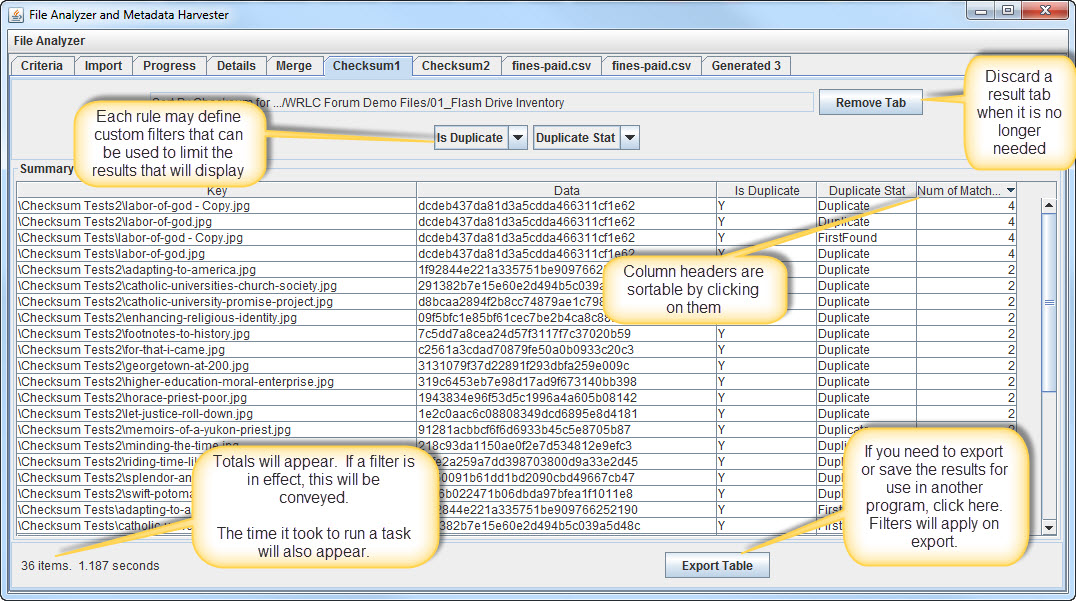 File Analyzer and Metadata Harvester
File Analyzer
Criteria Import Progress Details Merge Checksum1 Checksum2 fines-paid.csv fines-paid.csv Generated 3
for .../WRLC Forum Demo Files/01_Flash Drive Inventory
Remove Tab
Discard a
result tab
when it is no
longer
needed
Each rule may define
custom filters that can
be used to limit the
results that will display
Is Duplicate Duplicate Stat
Summary
Key Data Is Duplicate Duplicate Stat Num of Match...
\Checksum Tests2\labor-of-god - Copy.jpg dcdeb437da81d3a5cdda466311cf1e62 Y Duplicate 4
\Checksum Tests2\labor-of-god.jpg dcdeb437da81d3a5cdda466311cf1e62 Y Duplicate 4
\Checksum Tests\labor-of-god - Copy.jpg dcdeb437da81d3a5cdda466311cf1e62 Y FirstFound 4
\Checksum Tests\labor-of-god.jpg dcdeb437da81d3a5cdda466311cf1e62 Y Duplicate 4
\Checksum Tests2\adapting-to-america.jpg 1f92844e221a335751be90976625 Duplicate 2
\Checksum Tests2\catholic-universities-church-society.jpg 291382b7e15e60e2d494b5c039a Duplicate 2
\Checksum Tests2\catholic-university-promise-project.jpg d8bcaa2894f2b8cc74879ae1c798 Duplicate 2
\Checksum Tests2\enhancing-religious-identity.jpg 09f5bfc1e85bf61cec7be2b4ca8c8 Duplicate 2
\Checksum Tests2\footnotes-to-history.jpg 7c5dd7a8cea24d57f3117f7c37020b59 Y Duplicate 2
\Checksum Tests2\for-that-i-came.jpg c2561a3cdad70879fe50a0b0933c20c3 Y Duplicate 2
\Checksum Tests2\georgetown-at-200.jpg 3131079f37d22891f293dbfa259e009c Y Duplicate 2
\Checksum Tests2\higher-education-moral-enterprise.jpg 319c6453eb7e98d17ad9f673140bb398 Y Duplicate 2
\Checksum Tests2\horace-priest-poor.jpg 1943834e96f53d5c1996a4a605b08142 Y Duplicate 2
\Checksum Tests2\let-justice-roll-down.jpg 1e2c0aac6c08808349dcd6895e8d4181 Y Duplicate 2
\Checksum Tests2\memoirs-of-a-yukon-priest.jpg 91281acbbcf6f6d6933b45c5e8705b87 Y Duplicate 2
\Checksum Tests2\minding-the-time.jpg 218c93da1150ae0f2e7d534812e9efc3 Y Duplicate
\Checksum Tests2\riding-time-li e2a259a7dd398703800d9a33e2d45 Y Dupl
\Checksum Tests2\splendor-an 0091b61dd1bd2090cbd49667cb47 Y Dupl
\Checksum Tests2\swift-potoma b022471b06dbda97bfea1f1011e8 Y Dupl
\Checksum Tests\adapting-to-a 2844e221a335751be909766252190 Y First
\Checksum Tests\catholic 382b7e15e60e2d494b5c039a5d48c Y First
Column headers are
sortable by clicking
on them
Totals will appear. If a filter is
in effect, this will be
conveyed.
The time it took to run a task
will also appear.
If you need to export
or save the results for
use in another
program, click here.
Filters will apply on
export.
36 items. 1.187 seconds
Export Table